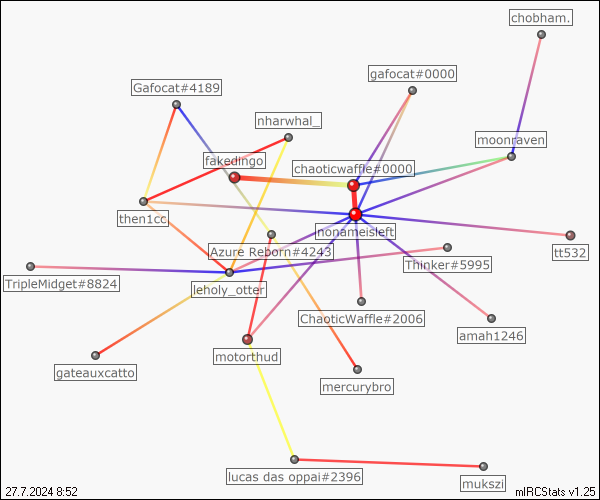 chobham.
gafocat#0000
Gafocat#4189
nharwhal_
moonraven
fakedingo
chaoticwaffle#0000
then1cc
nonameisleft
Azure Reborn#4243
tt532
Thinker#5995
TripleMidget#8824
leholy_otter
ChaoticWaffle#2006
amah1246
motorthud
gateauxcatto
mercurybro
lucas das oppai#2396
mukszi
27.7.2024 8:52
mIRCStats v1.25